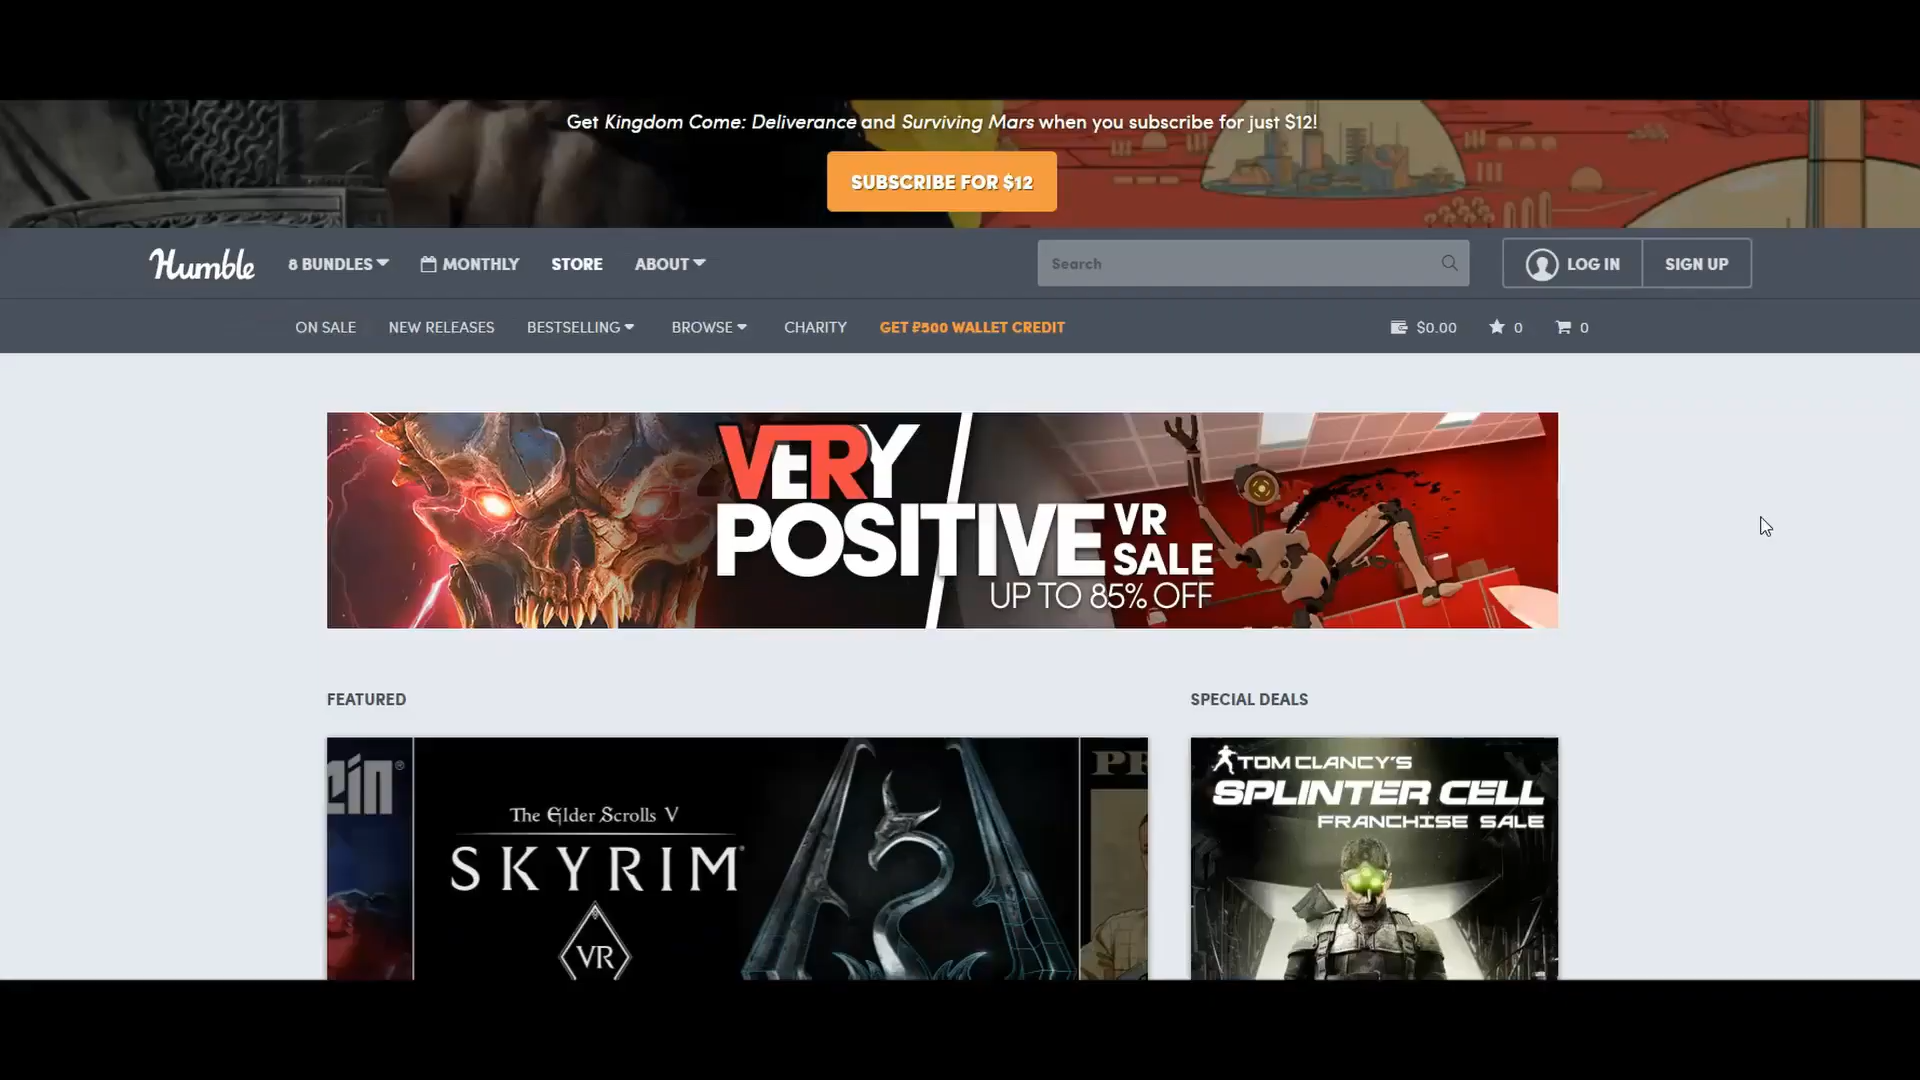 Get Kingdom Come: Deliverance and Surviving Mars when you subscribe for just $12!
SUBSCRIBE FOR $12
Humble
8 BUNDLES
MONTHLY
STORE
ABOUT
Search
LOG IN
SIGN UP
ON SALE
NEW RELEASES
BESTSELLING
BROWSE
CHARITY
GET ₽500 WALLET CREDIT
$0.00
0
0
VERY
POSITIVE
VR
SALE
UP TO 85% OFF
FEATURED
SPECIAL DEALS
The Elder Scrolls V
SKYRIM
VR
TOM CLANCY'S
SPLINTER CELL
FRANCHISE SALE